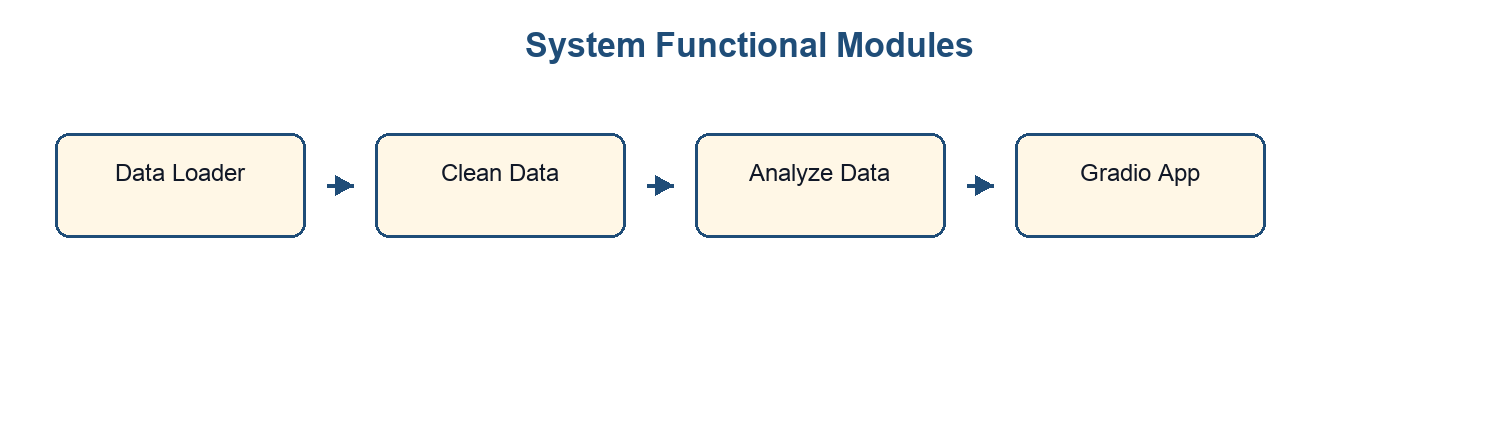 System Functional Modules
Data Loader
Clean Data
Analyze Data
Gradio App